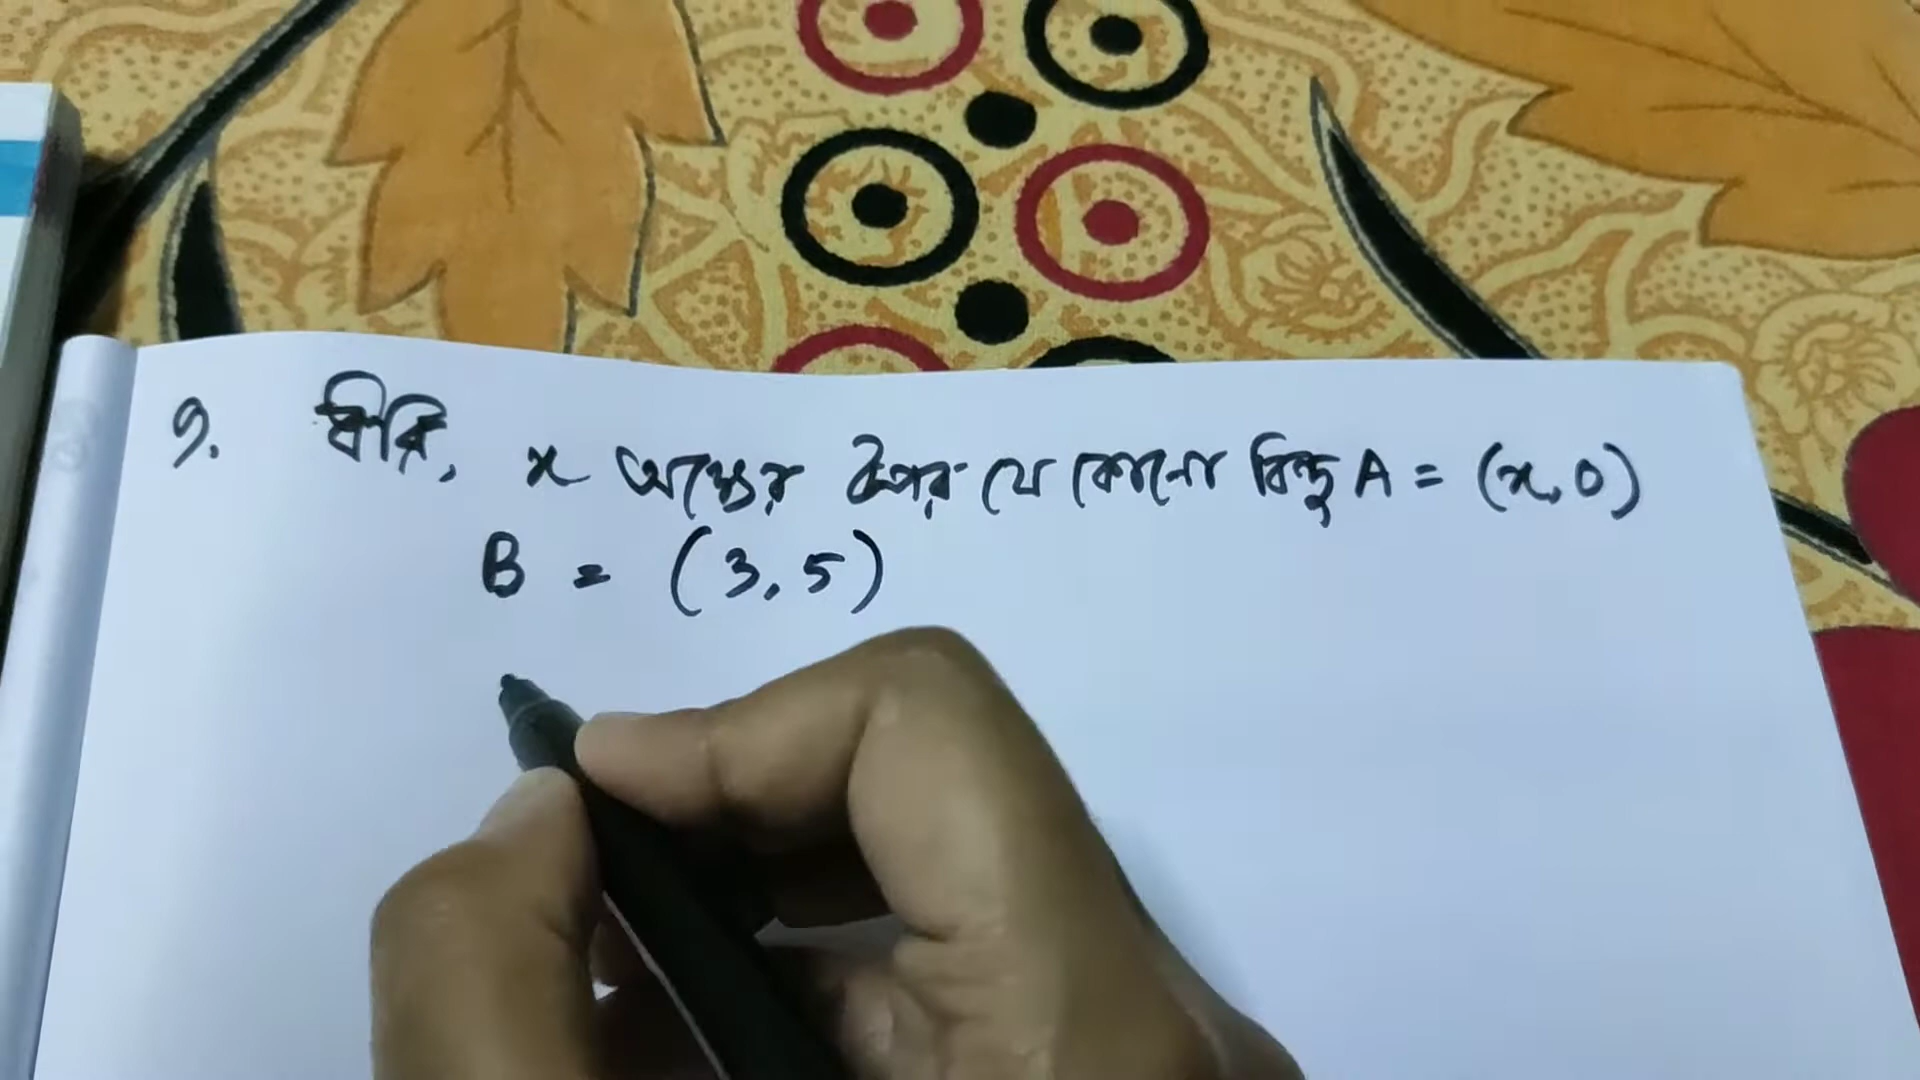 ৭. ধরি, x অক্ষের উপর যে কোনো বিন্দু A = (x, 0)
B = (3, 5)